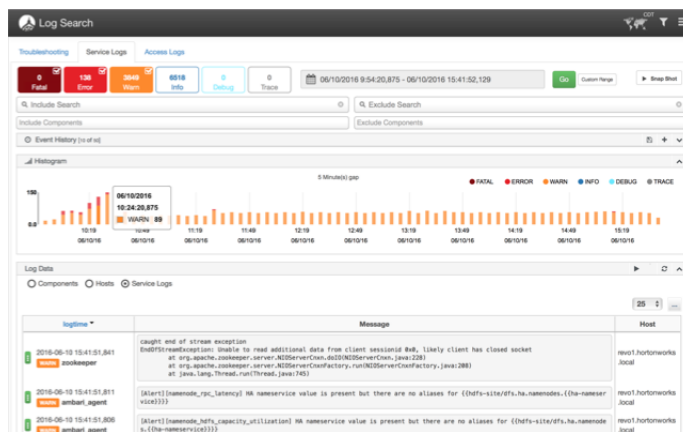 Log Search
CDT
Troubleshooting Service Logs Access Logs
0 Fatal
136 Error
3849 Warn
6518 Info
0 Debug
0 Trace
06/10/2016 9:54:20,875 - 06/10/2016 15:41:52,129
Go
Custom Range
Snap Shot
Include Search
Exclude Search
Include Components
Exclude Components
Event History [10 of 50]
Histogram
5 Minute(s) gap
FATAL ERROR WARN INFO DEBUG TRACE
150
0.0
06/10/2016
10:24:20,875
WARN 89
10:19 10:49 11:19 11:49 12:19 12:49 13:19 13:49 14:19 14:49 15:19
06/10/16 06/10/16 06/10/16 06/10/16 06/10/16 06/10/16 06/10/16 06/10/16 06/10/16 06/10/16 06/10/16
Log Data
Components Hosts Service Logs
25
...
logtime Message Host
2016-06-10 15:41:51,841
WARN zookeeper
caught end of stream exception
EndOfStreamException: Unable to read additional data from client sessionid 0x0, likely client has closed socket
at org.apache.zookeeper.server.NIOServerCnxn.doIO(NIOServerCnxn.java:228)
at org.apache.zookeeper.server.NIOServerCnxnFactory.run(NIOServerCnxnFactory.java:208)
at java.lang.Thread.run(Thread.java:745)
revo1.hortonworks
.local
2016-06-10 15:41:51,811
WARN ambari_agent
[Alert][namenode_rpc_latency] HA nameservice value is present but there are no aliases for {{hdfs-site/dfs.ha.namenodes.{{ha-nameser
vice}}}}
revo1.hortonworks
.local
2016-06-10 15:41:51,806
WARN ambari_agent
[Alert][namenode_hdfs_capacity_utilization] HA nameservice value is present but there are no aliases for {{hdfs-site/dfs.ha.namenode
s.{{ha-nameservice}}}}
revo1.hortonworks
.local